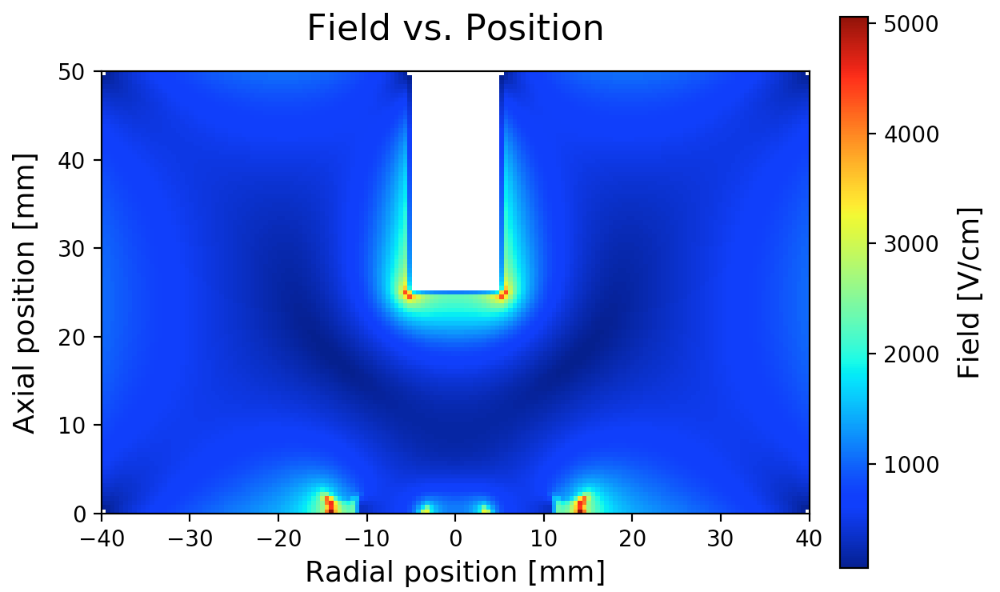 Field vs. Position
50
40
30
20
10
0
Axial position [mm]
−40 −30 −20 −10 0 10 20 30 40
Radial position [mm]
5000
4000
3000
2000
1000
Field [V/cm]